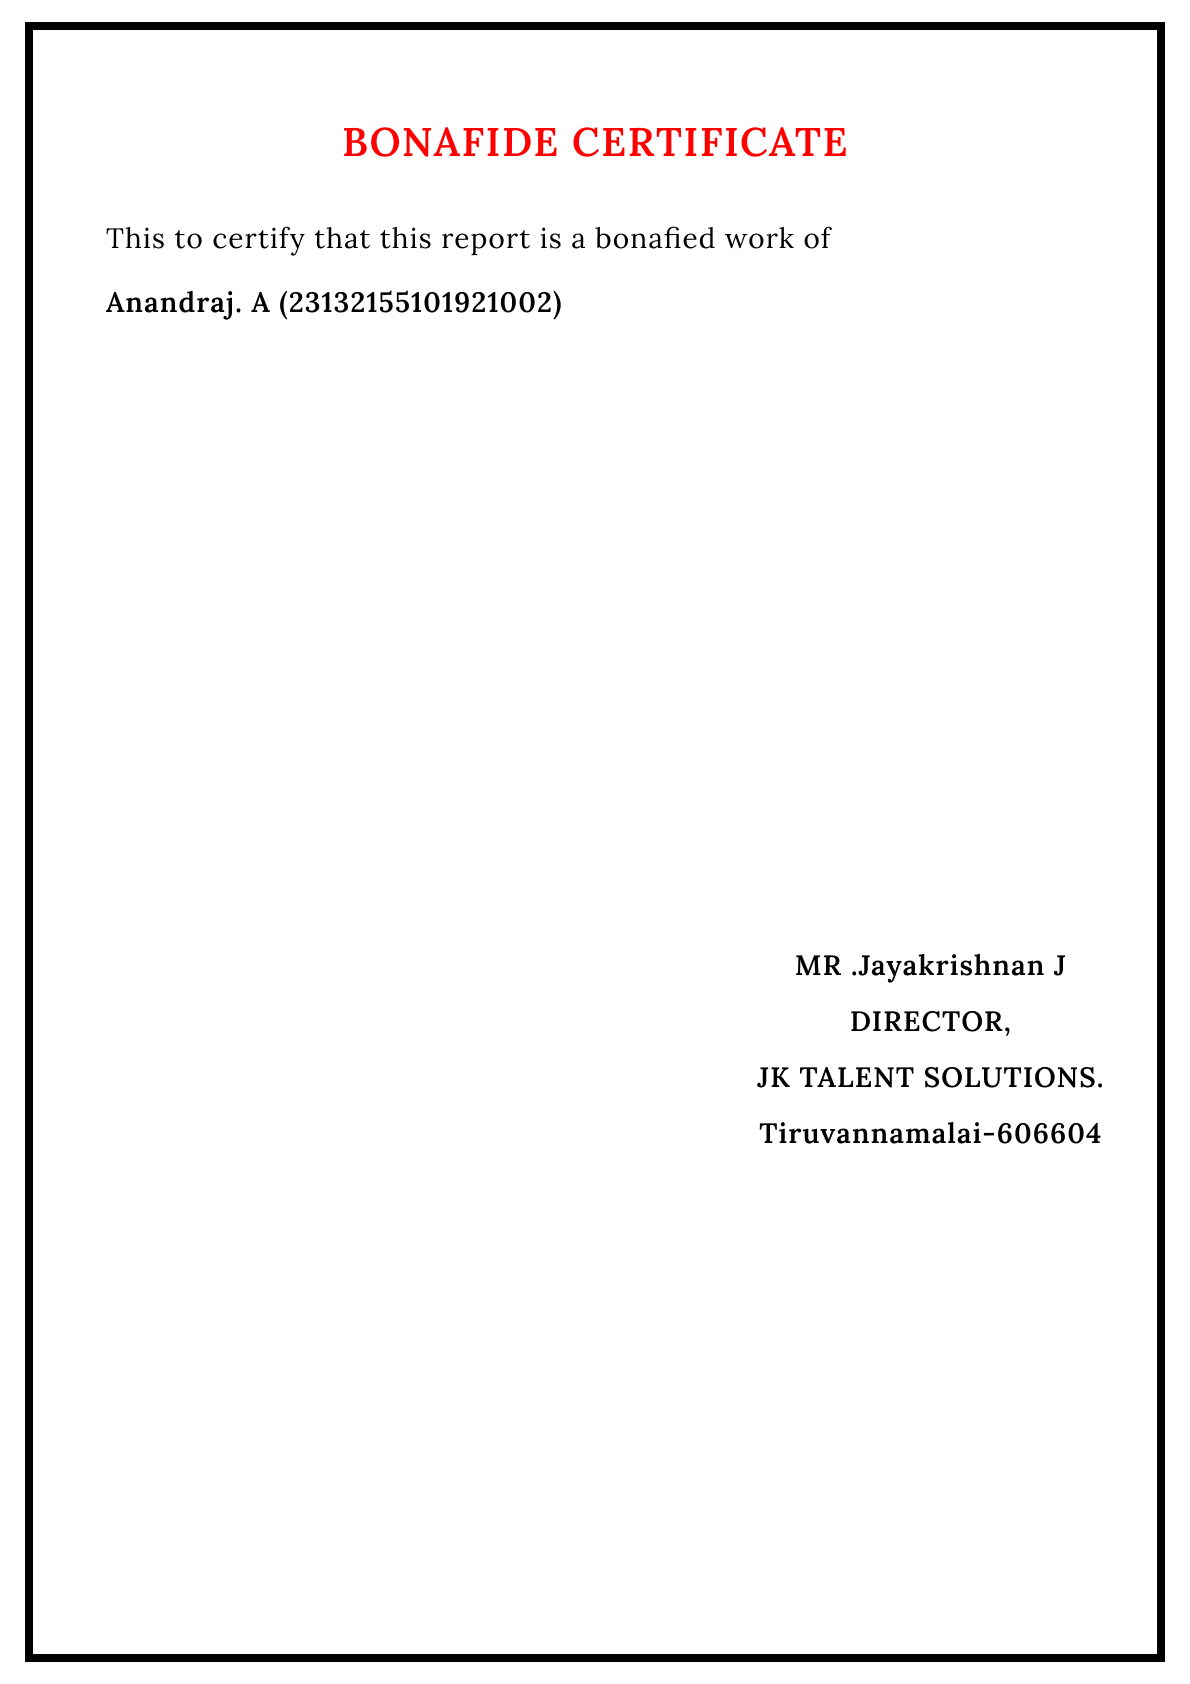 BONAFIDE CERTIFICATE
This to certify that this report is a bonafied work of
Anandraj. A (23132155101921002)
MR .Jayakrishnan J
DIRECTOR,
JK TALENT SOLUTIONS.
Tiruvannamalai-606604